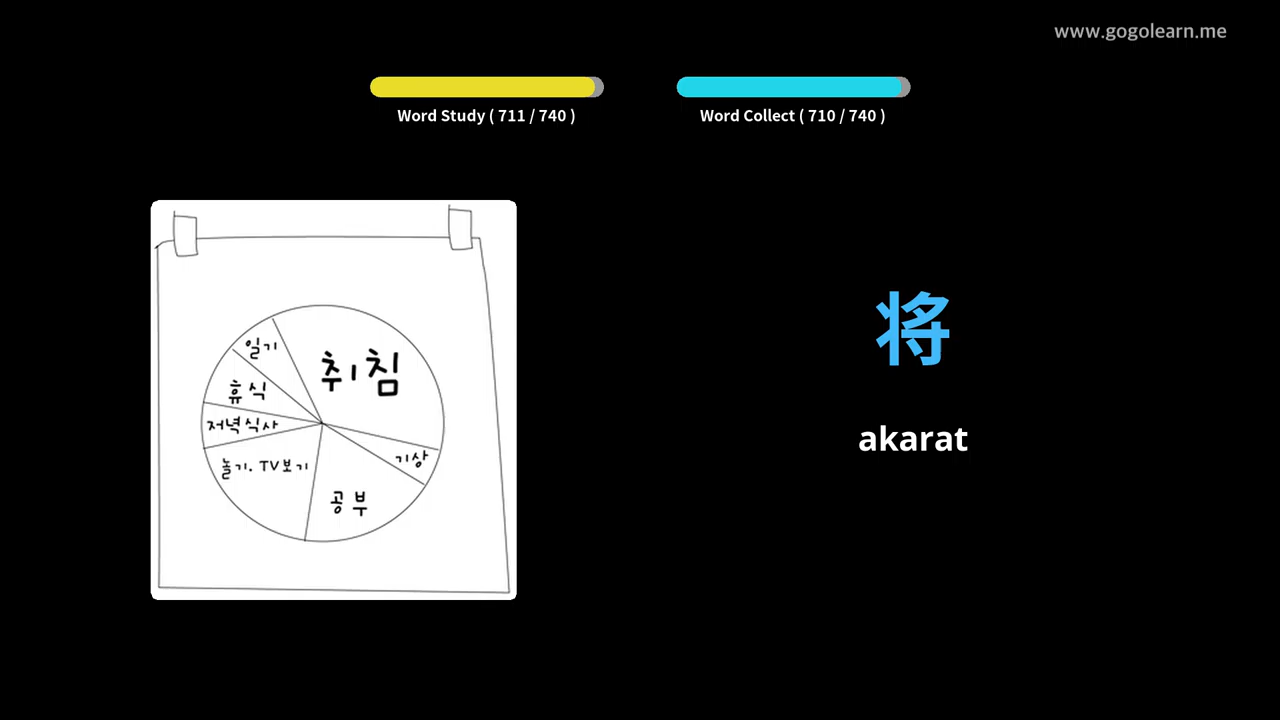 www.gogolearn.me
Word Study ( 711 / 740 )
Word Collect ( 710 / 740 )
일기
취침
휴식
저녁식사
놀기. TV보기
기상
공부
将
akarat